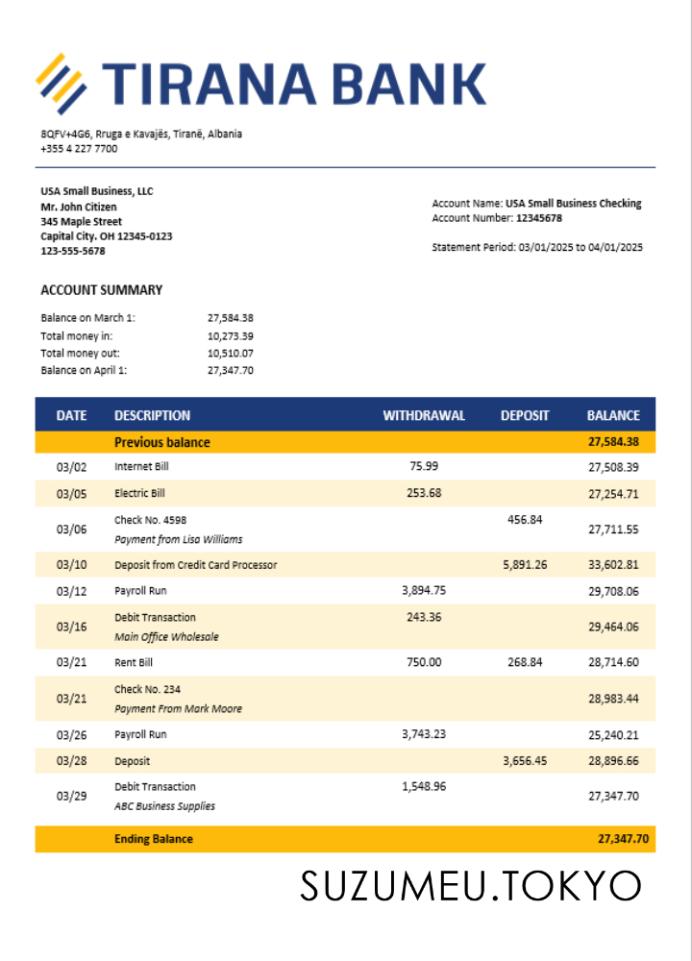 TIRANA BANK
8QFV+4G6, Rruga e Kavajës, Tiranë, Albania
+355 4 227 7700
USA Small Business, LLC
Mr. John Citizen
345 Maple Street
Capital City. OH 12345-0123
123-555-5678
Account Name: USA Small Business Checking
Account Number: 12345678
Statement Period: 03/01/2025 to 04/01/2025
ACCOUNT SUMMARY
Balance on March 1: 27,584.38
Total money in: 10,273.39
Total money out: 10,510.07
Balance on April 1: 27,347.70
DATE DESCRIPTION WITHDRAWAL DEPOSIT BALANCE
Previous balance 27,584.38
03/02 Internet Bill 75.99 27,508.39
03/05 Electric Bill 253.68 27,254.71
03/06 Check No. 4598 456.84 27,711.55
Payment from Lisa Williams
03/10 Deposit from Credit Card Processor 5,891.26 33,602.81
03/12 Payroll Run 3,894.75 29,708.06
03/16 Debit Transaction 243.36 29,464.06
Main Office Wholesale
03/21 Rent Bill 750.00 268.84 28,714.60
03/21 Check No. 234 28,983.44
Payment From Mark Moore
03/26 Payroll Run 3,743.23 25,240.21
03/28 Deposit 3,656.45 28,896.66
03/29 Debit Transaction 1,548.96 27,347.70
ABC Business Supplies
Ending Balance 27,347.70
SUZUMEU.TOKYO